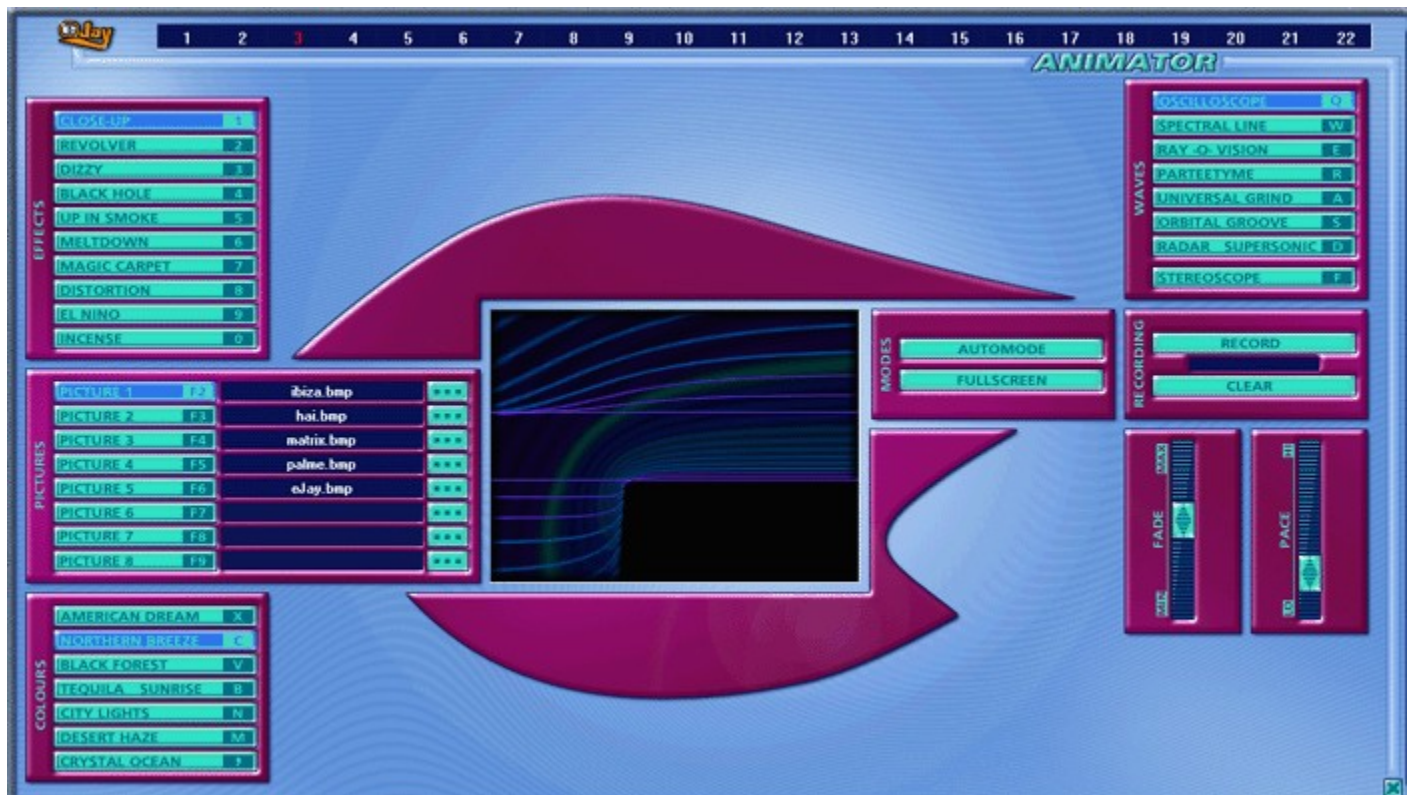 eJay
1 2 3 4 5 6 7 8 9 10 11 12 13 14 15 16 17 18 19 20 21 22
ANIMATOR
EFFECTS
CLOSE-UP 1
REVOLVER 2
DIZZY 3
BLACK HOLE 4
UP IN SMOKE 5
MELTDOWN 6
MAGIC CARPET 7
DISTORTION 8
EL NINO 9
INCENSE 0
WAVES
OSCILLOSCOPE Q
SPECTRAL LINE W
RAY -O- VISION E
PARTEETYME R
UNIVERSAL GRIND A
ORBITAL GROOVE S
RADAR SUPERSONIC D
STEREOSCOPE F
MODES
AUTOMODE
FULLSCREEN
RECORDING
RECORD
CLEAR
PICTURES
PICTURE 1 F2 ibiza.bmp
PICTURE 2 F3 hai.bmp
PICTURE 3 F4 matrix.bmp
PICTURE 4 F5 palme.bmp
PICTURE 5 F6 eJay.bmp
PICTURE 6 F7
PICTURE 7 F8
PICTURE 8 F9
MAX
FADE
MIN
HI
PACE
LO
COLOURS
AMERICAN DREAM X
NORTHERN BREEZE C
BLACK FOREST V
TEQUILA SUNRISE B
CITY LIGHTS N
DESERT HAZE M
CRYSTAL OCEAN ,